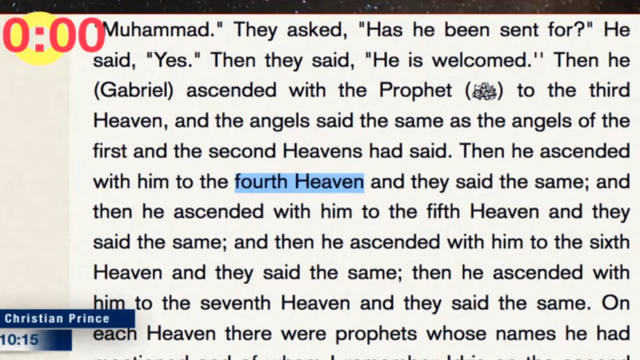 0:00
"Muhammad." They asked, "Has he been sent for?" He
said, "Yes." Then they said, "He is welcomed.'' Then he
(Gabriel) ascended with the Prophet (ﷺ) to the third
Heaven, and the angels said the same as the angels of the
first and the second Heavens had said. Then he ascended
with him to the fourth Heaven and they said the same; and
then he ascended with him to the fifth Heaven and they
said the same; and then he ascended with him to the sixth
Heaven and they said the same; then he ascended with
him to the seventh Heaven and they said the same. On
each Heaven there were prophets whose names he had
Christian Prince
10:15